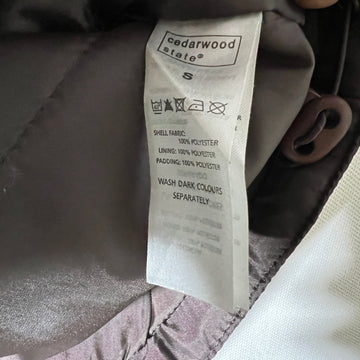 cedarwood
state®
S
SHELL FABRIC:
100% POLYESTER
LINING: 100% POLYESTER
PADDING: 100% POLYESTER
WASH DARK COLOURS
SEPARATELY